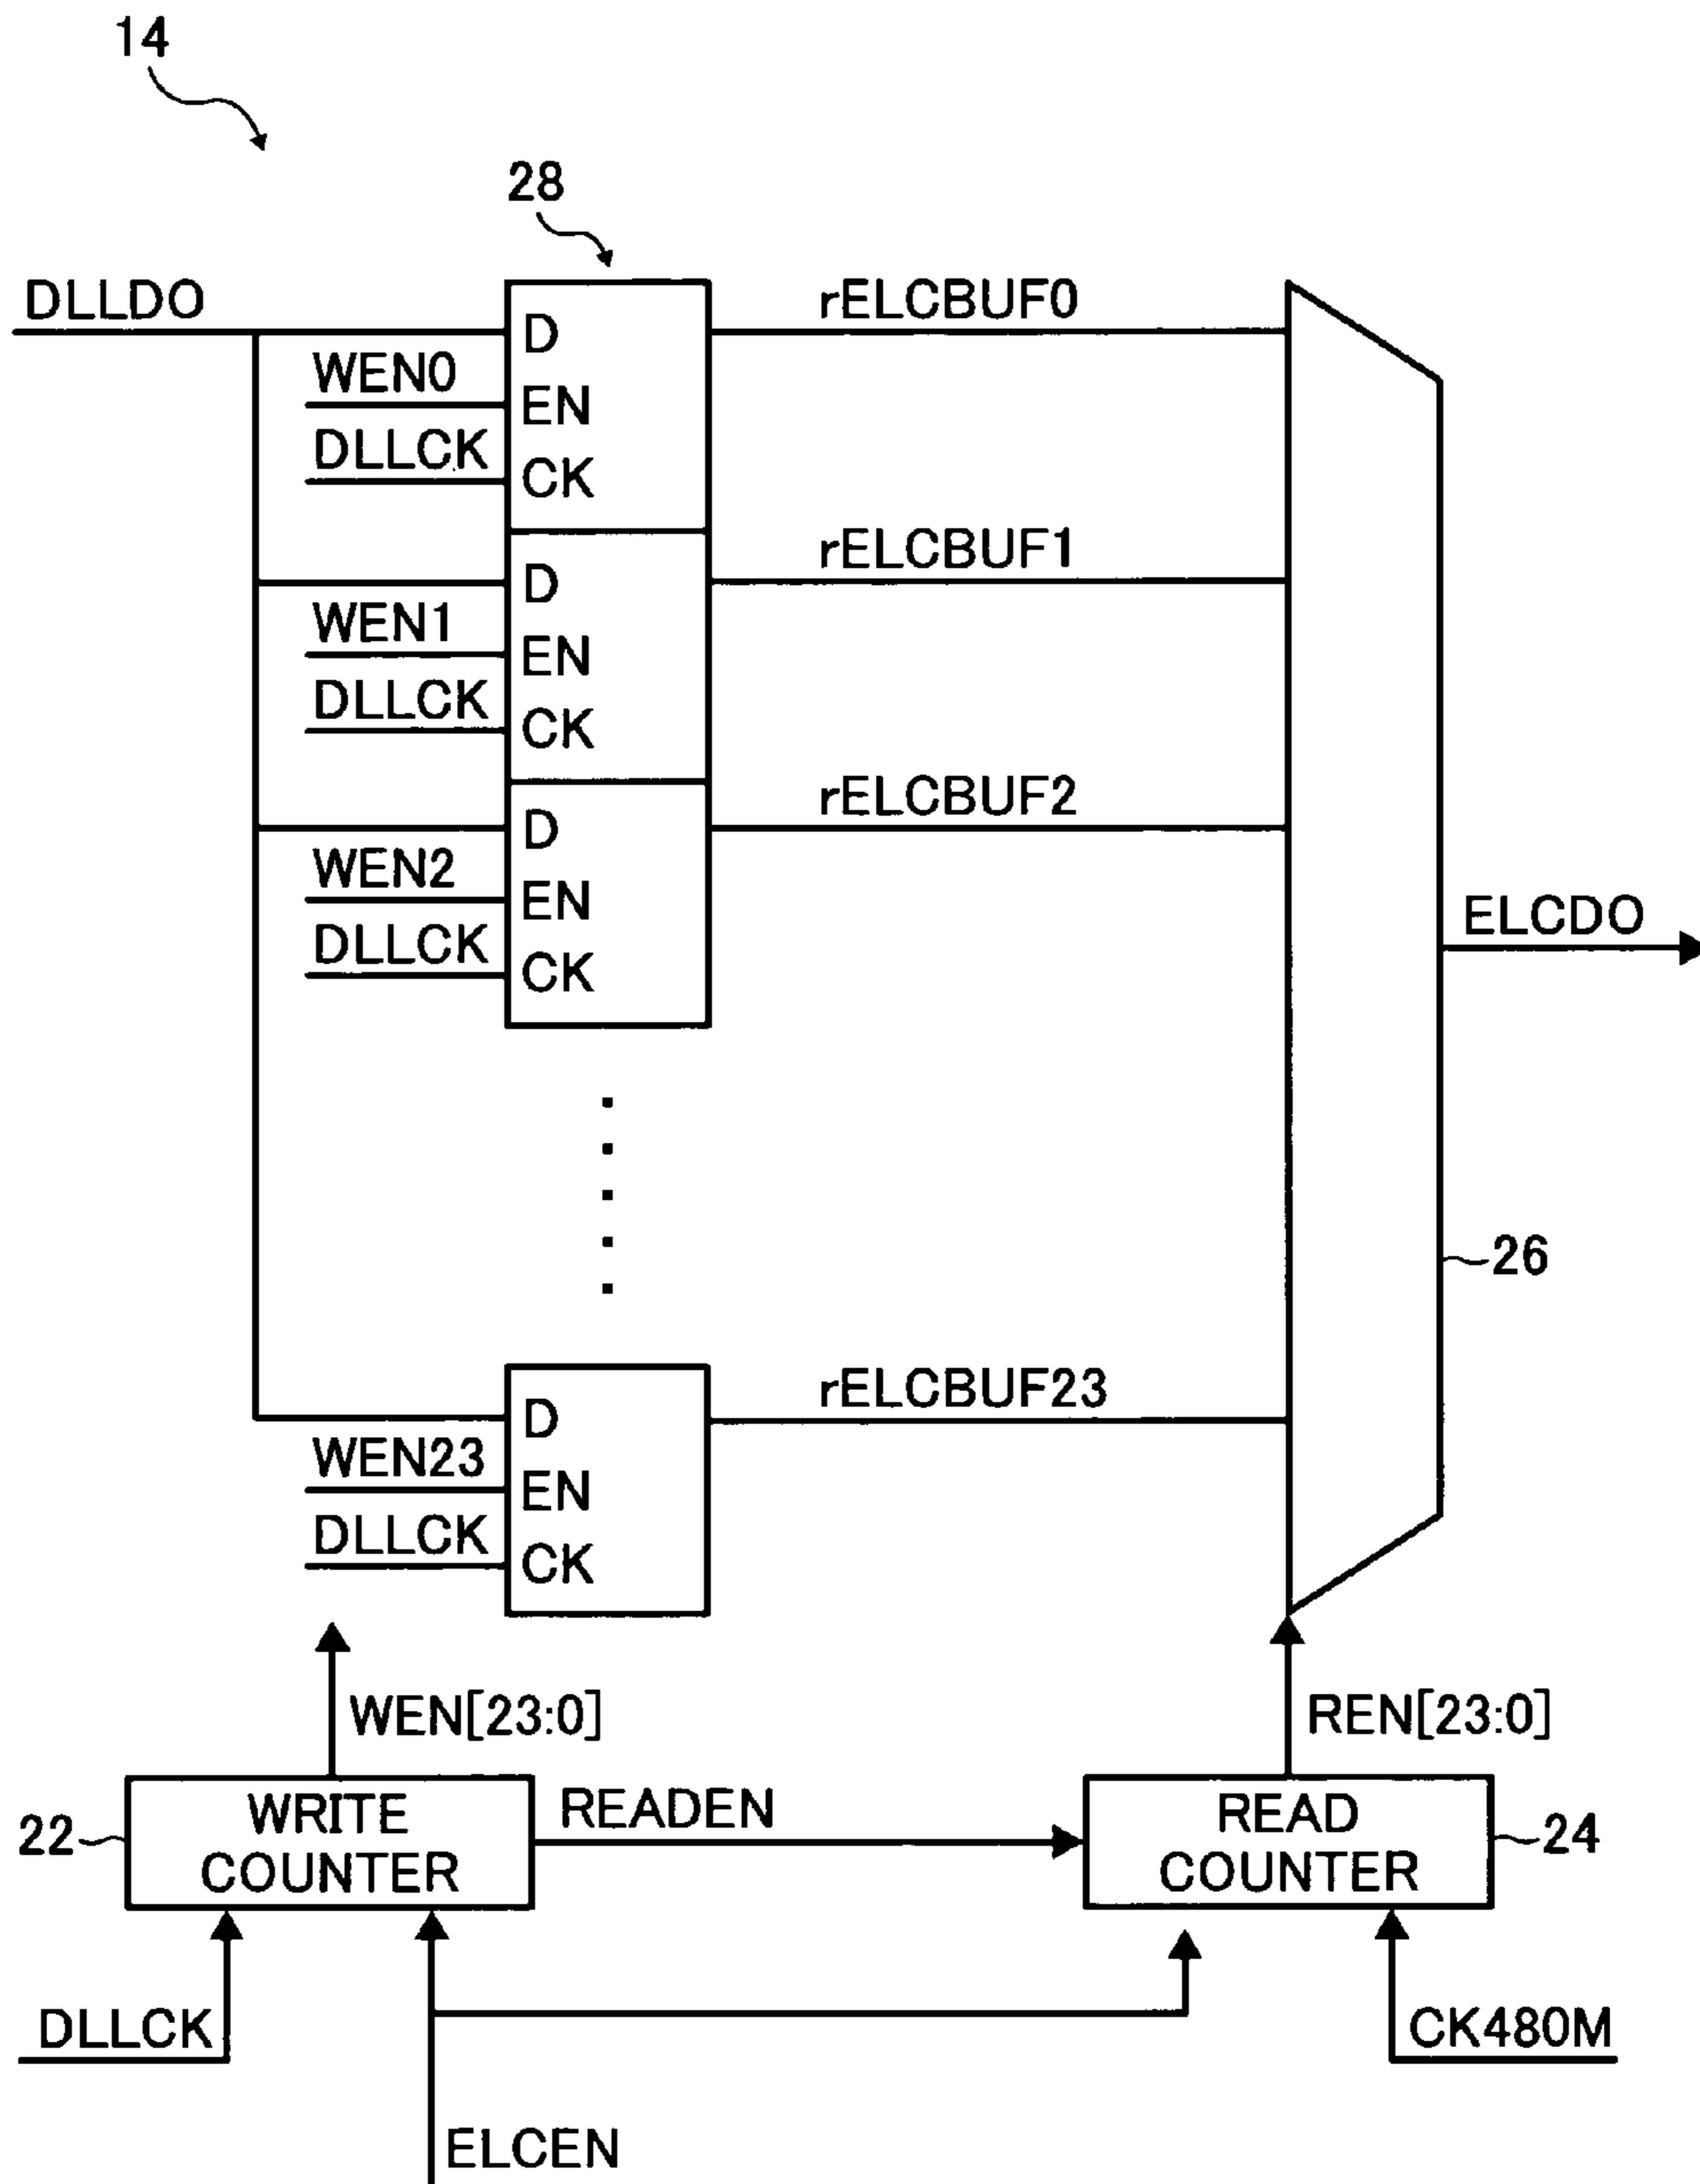 14
28
DLLDO
rELCBUF0
D
WEN0
EN
DLLCK
CK
rELCBUF1
D
WEN1
EN
DLLCK
CK
rELCBUF2
D
WEN2
EN
DLLCK
CK
ELCDO
26
rELCBUF23
D
WEN23
EN
DLLCK
CK
WEN[23:0]
REN[23:0]
22
WRITE
COUNTER
READEN
READ
COUNTER
24
DLLCK
CK480M
ELCEN